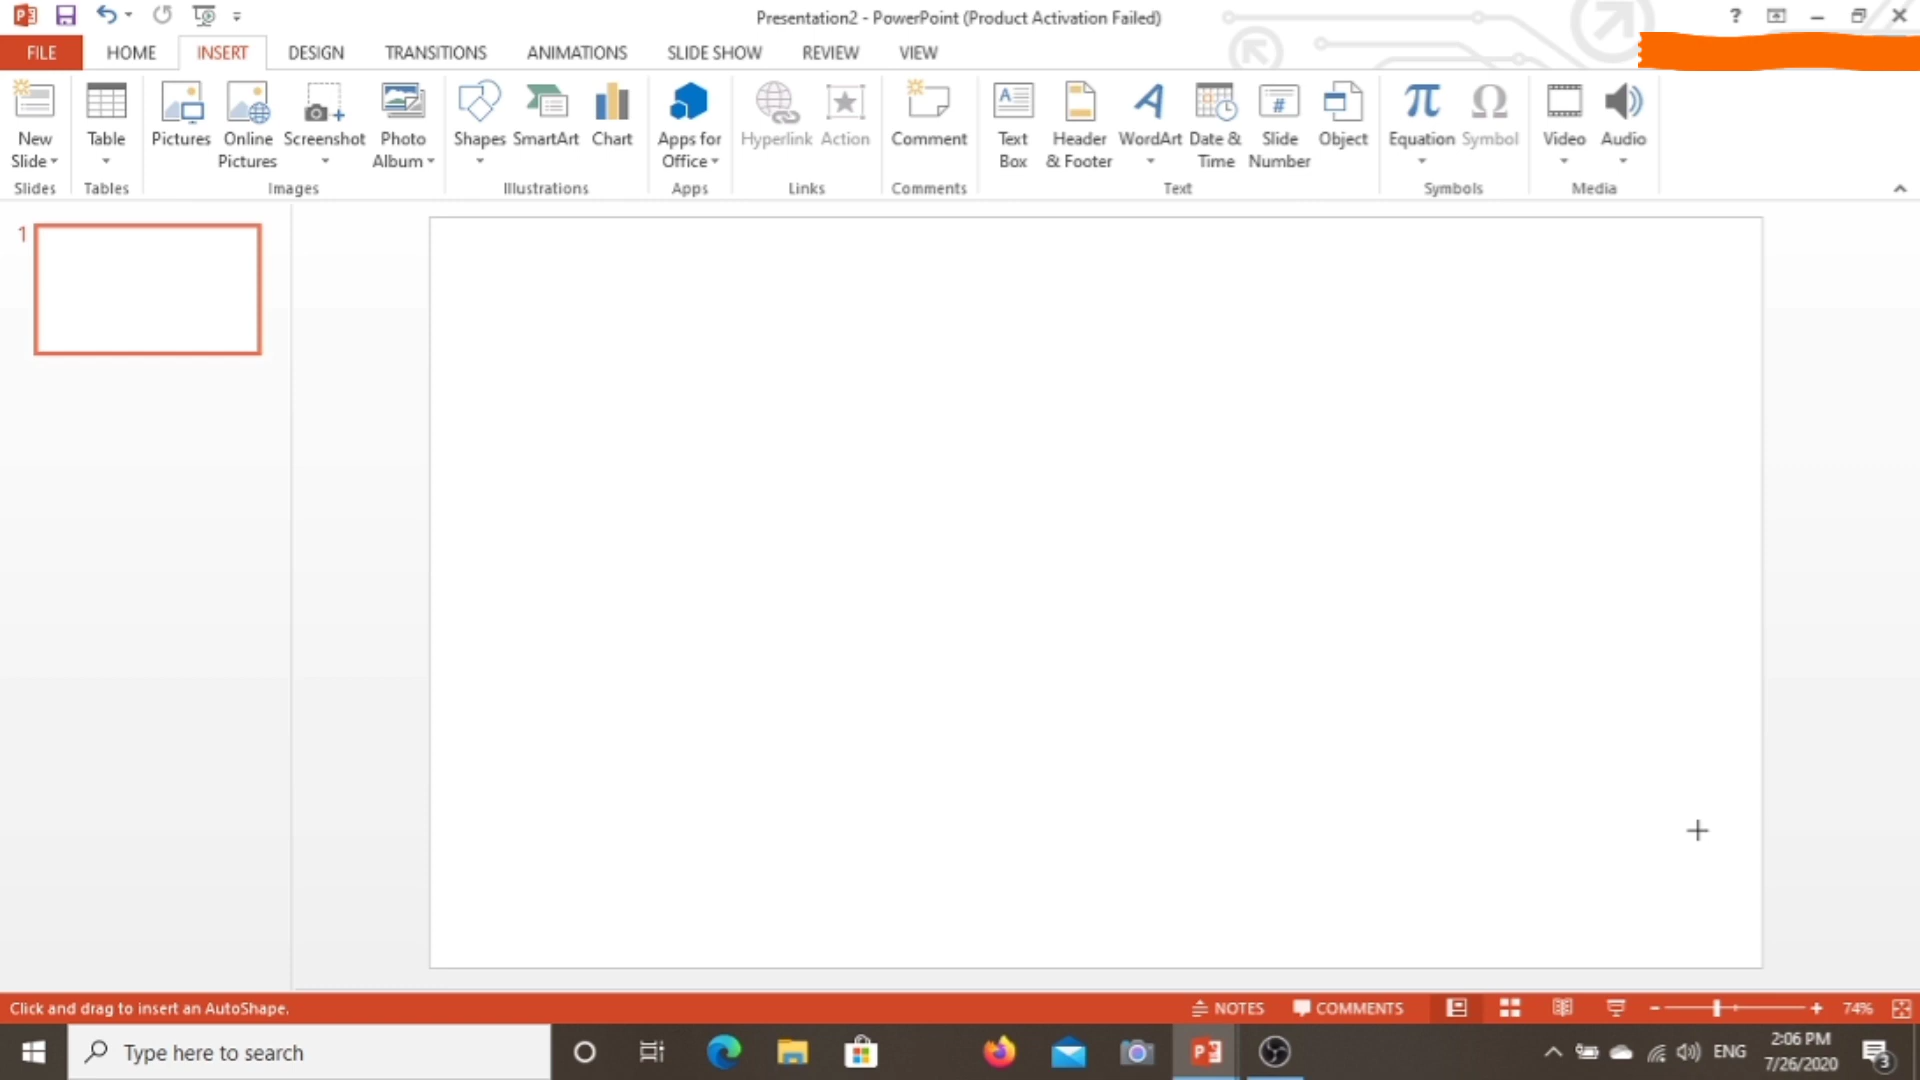 Presentation2 - PowerPoint (Product Activation Failed)
?
FILE HOME INSERT DESIGN TRANSITIONS ANIMATIONS SLIDE SHOW REVIEW VIEW
New Slide
Table
Pictures
Online Pictures
Screenshot
Photo Album
Shapes
SmartArt
Chart
Apps for Office
Hyperlink
Action
Comment
Text Box
Header & Footer
WordArt
Date & Time
Slide Number
Object
Equation
Symbol
Video
Audio
Slides Tables Images Illustrations Apps Links Comments Text Symbols Media
1
Click and drag to insert an AutoShape.
NOTES COMMENTS 74%
Type here to search
ENG
2:06 PM
7/26/2020
3